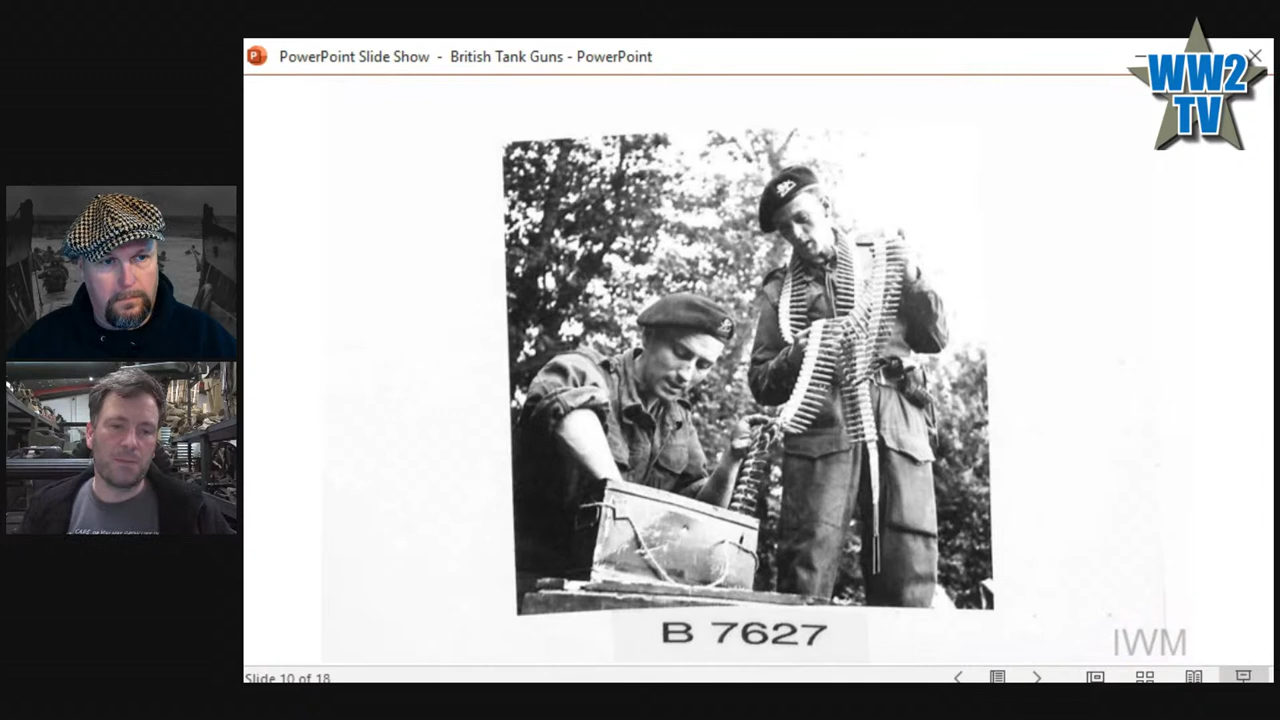 PowerPoint Slide Show - British Tank Guns - PowerPoint
WW2
TV
B 7627
IWM
Slide 10 of 18